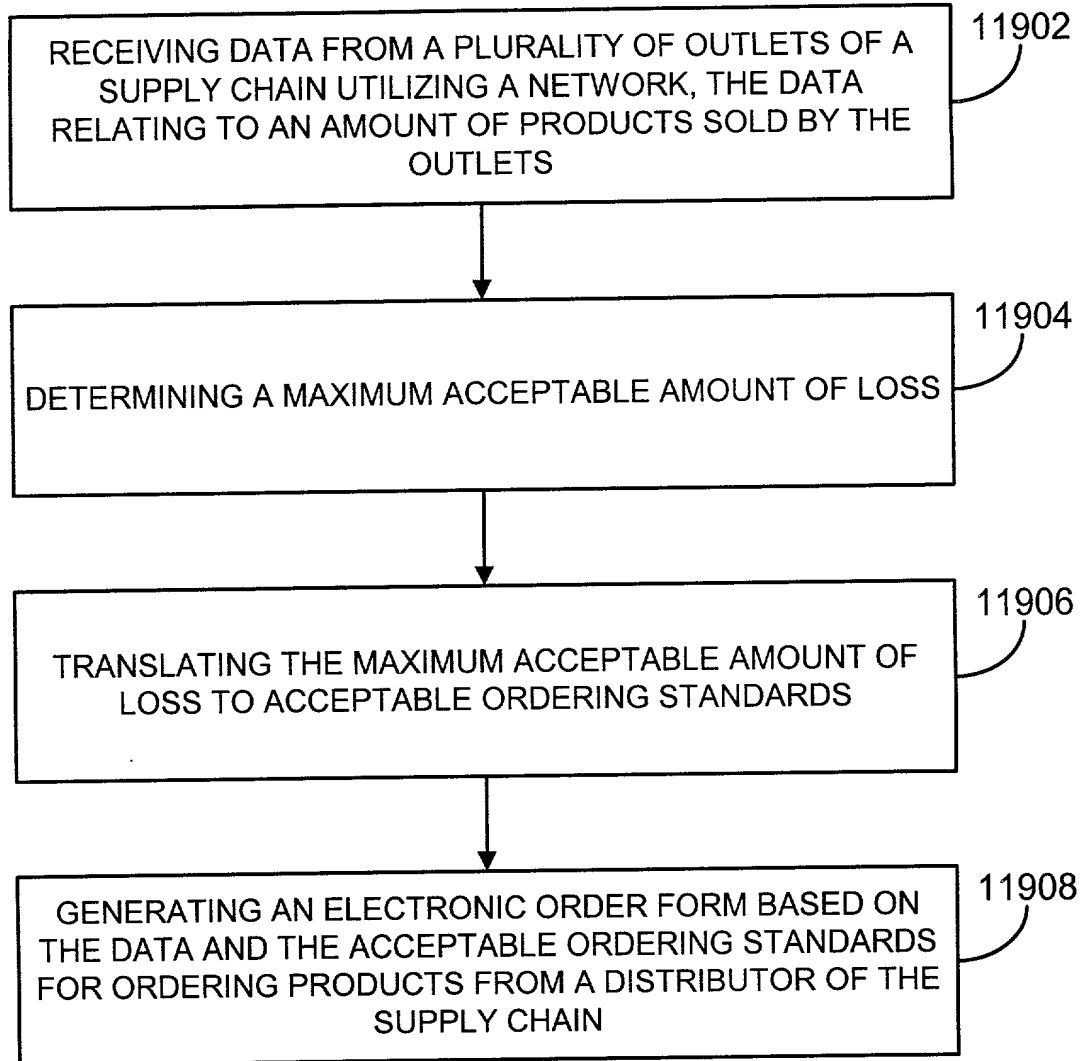 11902
RECEIVING DATA FROM A PLURALITY OF OUTLETS OF A
SUPPLY CHAIN UTILIZING A NETWORK, THE DATA
RELATING TO AN AMOUNT OF PRODUCTS SOLD BY THE
OUTLETS
11904
DETERMINING A MAXIMUM ACCEPTABLE AMOUNT OF LOSS
11906
TRANSLATING THE MAXIMUM ACCEPTABLE AMOUNT OF
LOSS TO ACCEPTABLE ORDERING STANDARDS
11908
GENERATING AN ELECTRONIC ORDER FORM BASED ON
THE DATA AND THE ACCEPTABLE ORDERING STANDARDS
FOR ORDERING PRODUCTS FROM A DISTRIBUTOR OF THE
SUPPLY CHAIN